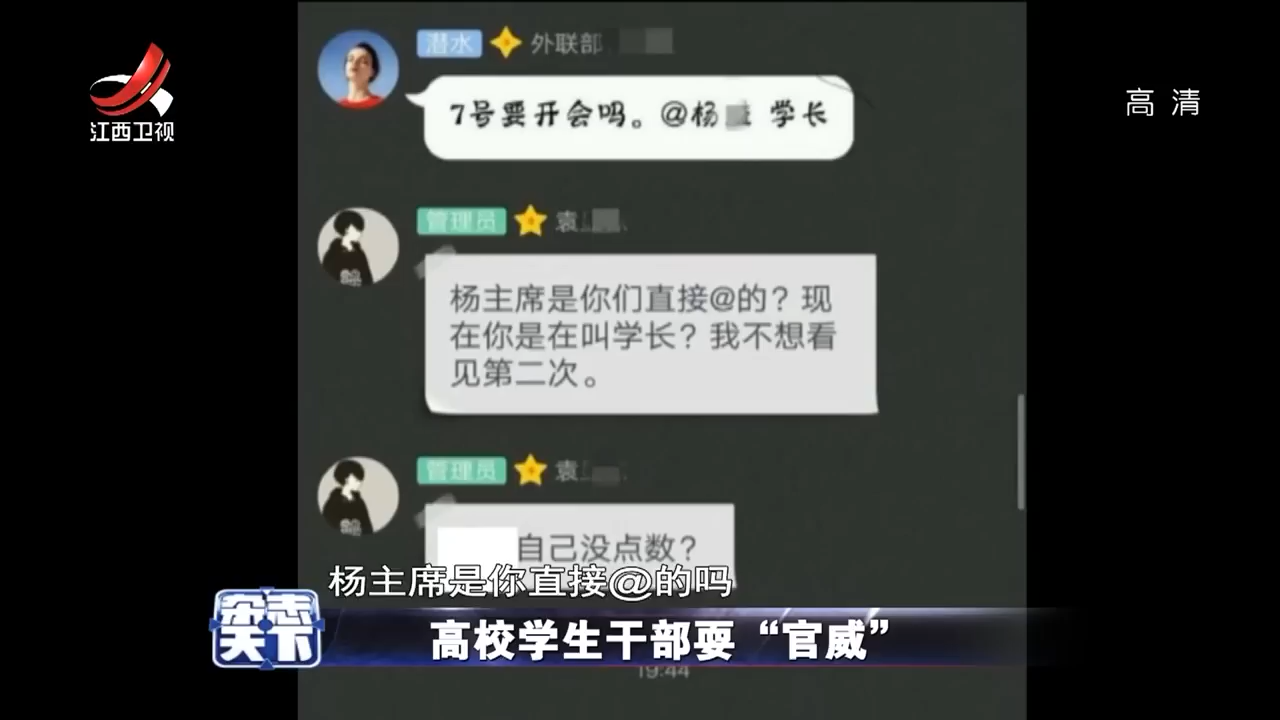 江西卫视
高清
潜水 外联部
7号要开会吗。@杨 学长
管理员 袁
杨主席是你们直接@的？现
在你是在叫学长？我不想看
见第二次。
管理员 袁
自己没点数？
杨主席是你直接@的吗
杂志天下
高校学生干部耍“官威”
19:44